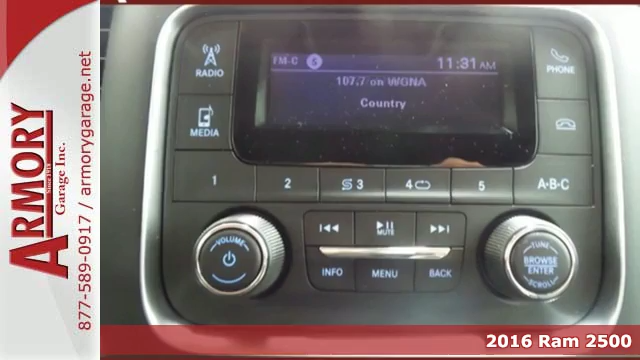 ARMORY
Since 1919
Garage Inc.
877-589-0917 / armorygarage.net
RADIO
FM-C 6 11:31 AM
107.7 on WGNA
Country
PHONE
MEDIA
1 2 3 4 5 A-B-C
VOLUME
MUTE
INFO MENU BACK
TUNE
BROWSE
ENTER
SCROLL
2016 Ram 2500